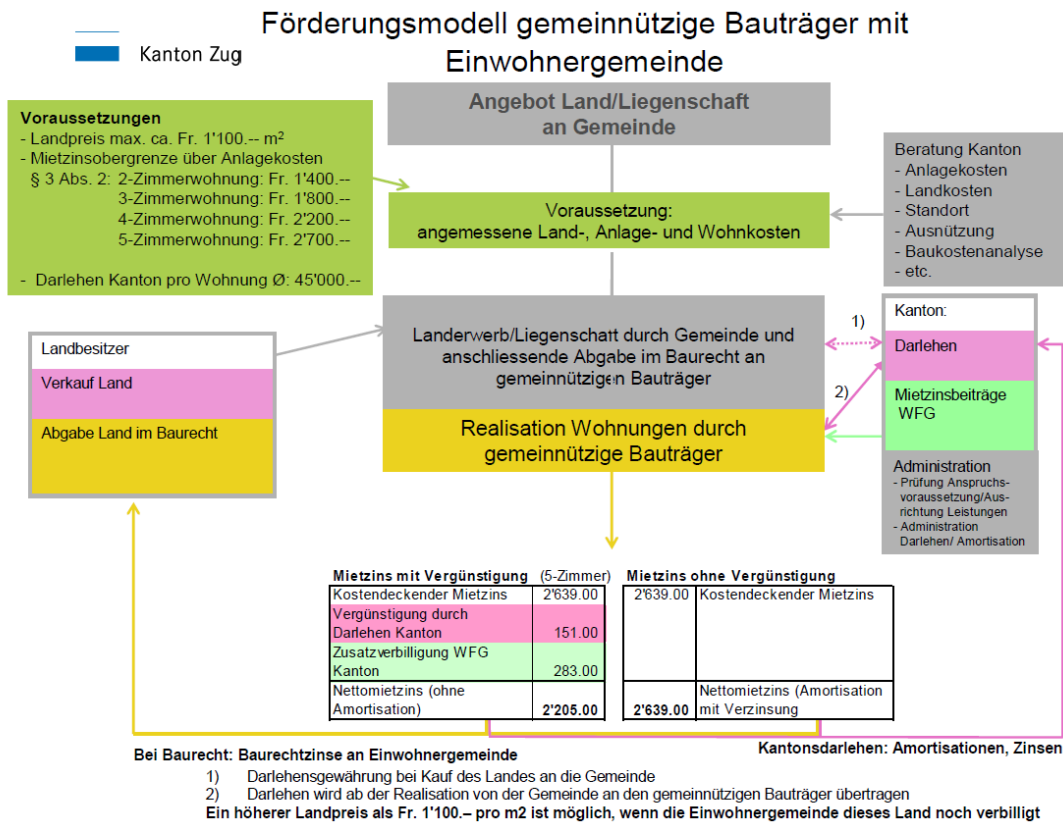 Förderungsmodell gemeinnützige Bauträger mit
Einwohnergemeinde
Kanton Zug
Angebot Land/Liegenschaft
an Gemeinde
Voraussetzungen
- Landpreis max. ca. Fr. 1'100.-- m²
- Mietzinsobergrenze über Anlagekosten
§ 3 Abs. 2: 2-Zimmerwohnung: Fr. 1'400.--
3-Zimmerwohnung: Fr. 1'800.--
4-Zimmerwohnung: Fr. 2'200.--
5-Zimmerwohnung: Fr. 2'700.--
- Darlehen Kanton pro Wohnung Ø: 45'000.--
Voraussetzung:
angemessene Land-, Anlage- und Wohnkosten
Beratung Kanton
- Anlagekosten
- Landkosten
- Standort
- Ausnützung
- Baukostenanalyse
- etc.
Landerwerb/Liegenschaft durch Gemeinde und
anschliessende Abgabe im Baurecht an
gemeinnützigen Bauträger
Realisation Wohnungen durch
gemeinnützige Bauträger
Landbesitzer
Verkauf Land
Abgabe Land im Baurecht
1)
2)
Kanton:
Darlehen
Mietzinsbeiträge
WFG
Administration
- Prüfung Anspruchs-
voraussetzung/Aus-
richtung Leistungen
- Administration
Darlehen/ Amortisation
Mietzins mit Vergünstigung (5-Zimmer) Mietzins ohne Vergünstigung
Kostendeckender Mietzins 2'639.00 2'639.00 Kostendeckender Mietzins
Vergünstigung durch
Darlehen Kanton 151.00
Zusatzverbilligung WFG
Kanton 283.00
Nettomietzins (ohne Nettomietzins (Amortisation
Amortisation) 2'205.00 2'639.00 mit Verzinsung
Bei Baurecht: Baurechtzinse an Einwohnergemeinde
Kantonsdarlehen: Amortisationen, Zinsen
1) Darlehensgewährung bei Kauf des Landes an die Gemeinde
2) Darlehen wird ab der Realisation von der Gemeinde an den gemeinnützigen Bauträger übertragen
Ein höherer Landpreis als Fr. 1'100.– pro m2 ist möglich, wenn die Einwohnergemeinde dieses Land noch verbilligt